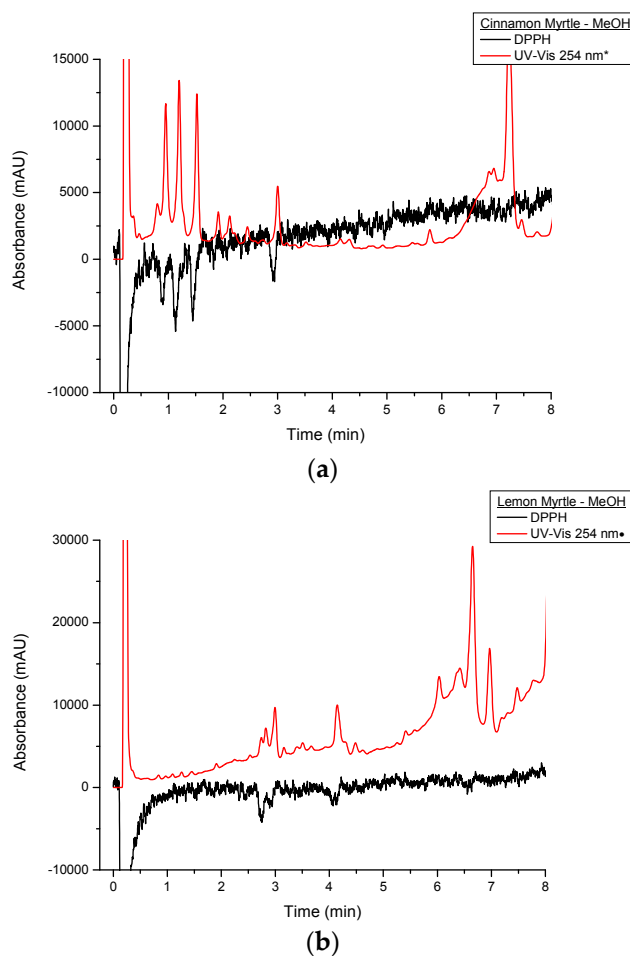 Cinnamon Myrtle - MeOH
DPPH
UV-Vis 254 nm*
15000
10000
5000
0
-5000
-10000
Absorbance (mAU)
0 1 2 3 4 5 6 7 8
Time (min)
(a)
Lemon Myrtle - MeOH
DPPH
UV-Vis 254 nm•
30000
20000
10000
0
-10000
Absorbance (mAU)
0 1 2 3 4 5 6 7 8
Time (min)
(b)